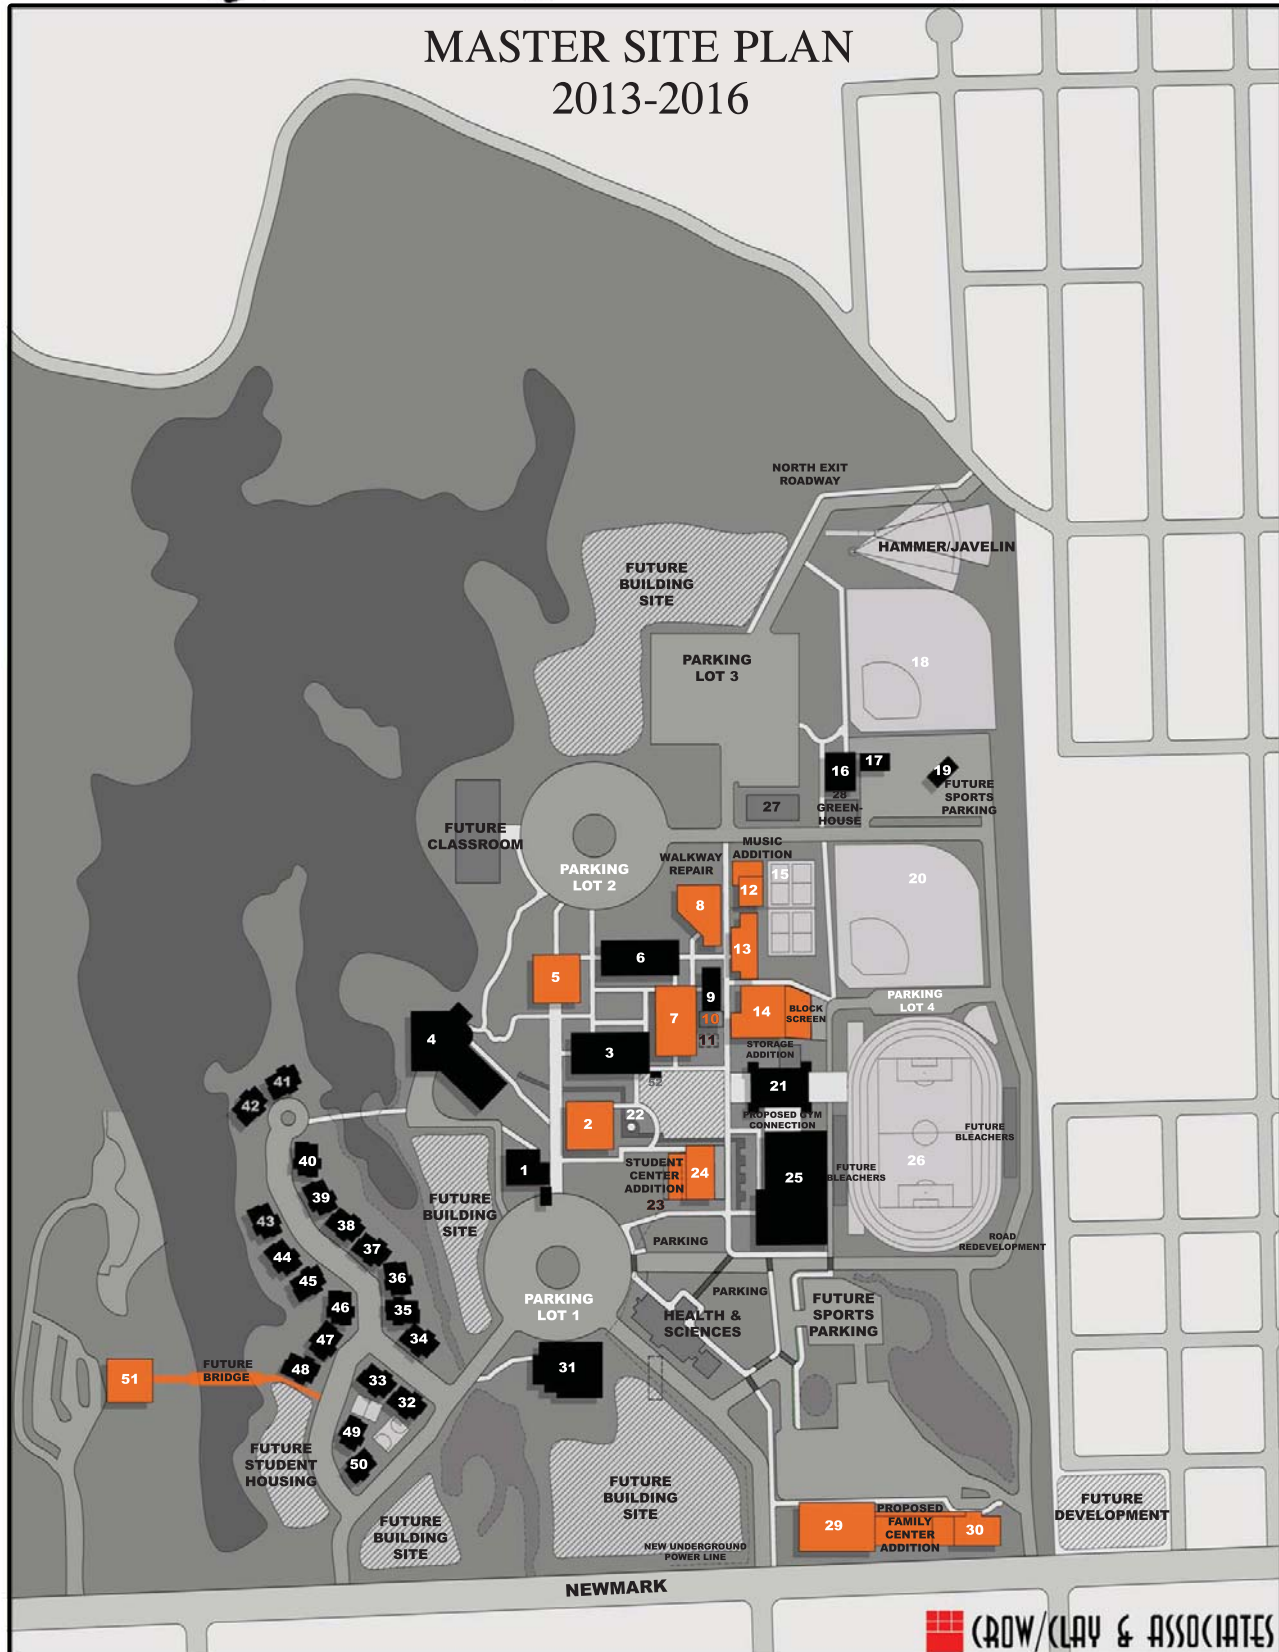 MASTER SITE PLAN
2013-2016
NORTH EXIT
ROADWAY
HAMMER/JAVELIN
FUTURE
BUILDING
SITE
PARKING
LOT 3
18
16
17
19
FUTURE
SPORTS
PARKING
28
GREEN-
HOUSE
27
FUTURE
CLASSROOM
PARKING
LOT 2
WALKWAY
REPAIR
MUSIC
ADDITION
15
12
20
8
13
6
5
9
10
11
7
14
BLOCK
SCREEN
PARKING
LOT 4
STORAGE
ADDITION
4
3
52
21
PROPOSED GYM
CONNECTION
41
42
22
2
FUTURE
BLEACHERS
26
FUTURE
BLEACHERS
40
1
STUDENT
CENTER
ADDITION
24
23
25
39
38
43
37
44
45
36
46
35
47
34
48
FUTURE
BUILDING
SITE
PARKING
ROAD
REDEVELOPMENT
PARKING
LOT 1
PARKING
HEALTH &
SCIENCES
FUTURE
SPORTS
PARKING
51
FUTURE
BRIDGE
33
32
31
49
50
FUTURE
STUDENT
HOUSING
FUTURE
BUILDING
SITE
FUTURE
BUILDING
SITE
NEW UNDERGROUND
POWER LINE
29
PROPOSED
FAMILY
CENTER
ADDITION
30
FUTURE
DEVELOPMENT
NEWMARK
CROW/CLAY & ASSOCIATES